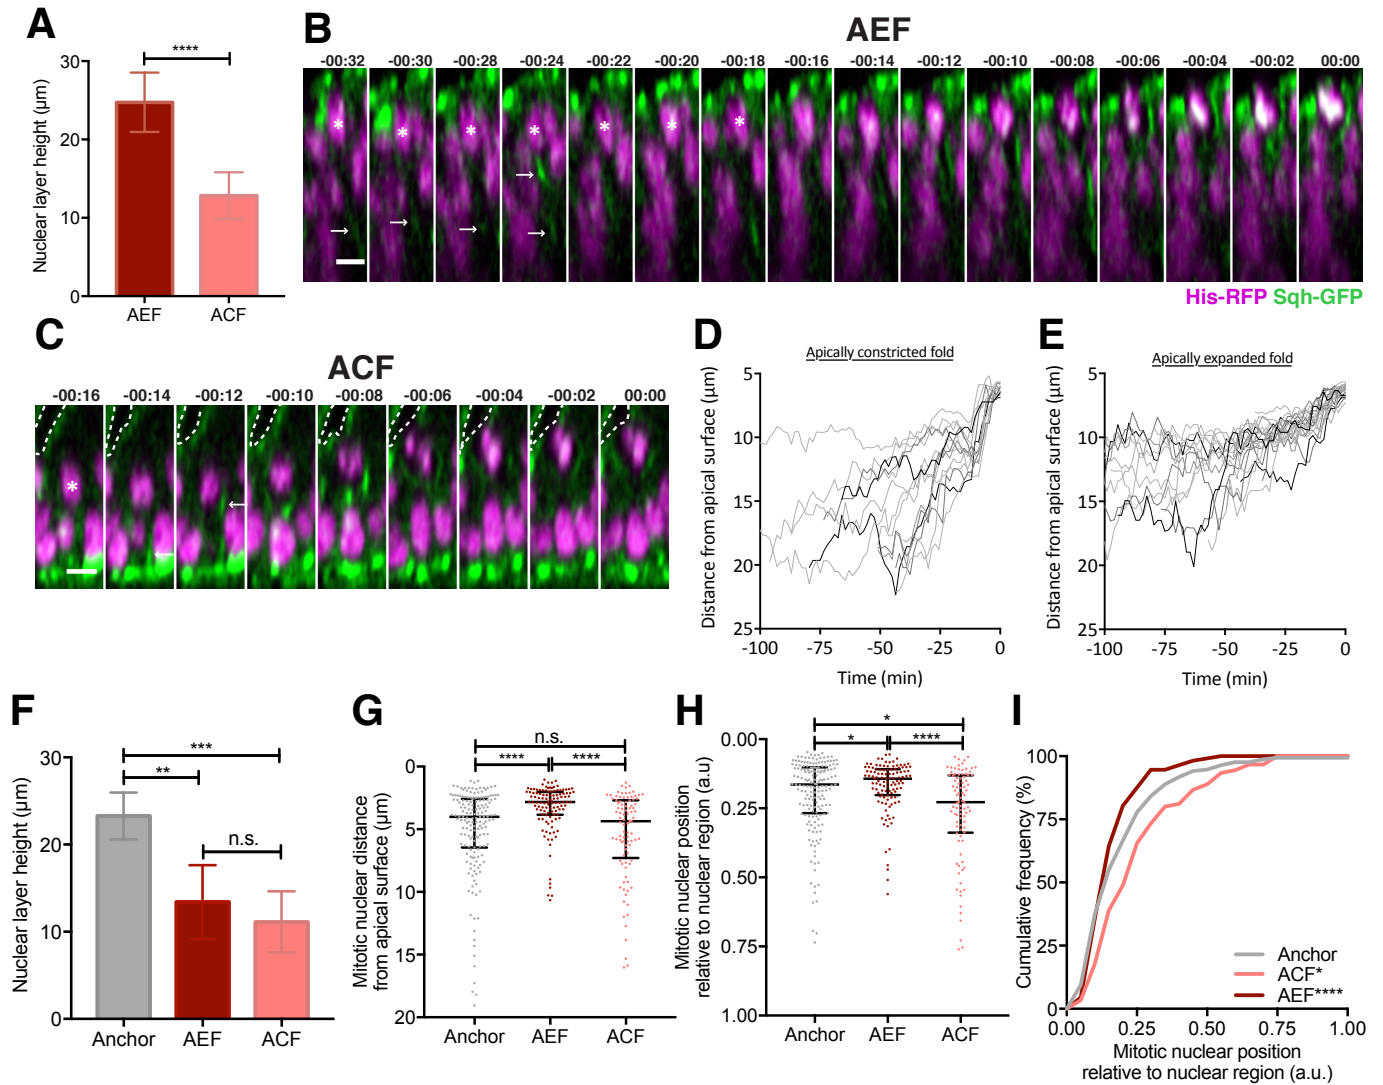 A
Nuclear layer height (μm)
30
20
10
0
****
AEF
ACF
B
AEF
-00:32 -00:30 -00:28 -00:24 -00:22 -00:20 -00:18 -00:16 -00:14 -00:12 -00:10 -00:08 -00:06 -00:04 -00:02 00:00
* * * * * * *
His-RFP Sqh-GFP
C
ACF
-00:16 -00:14 -00:12 -00:10 -00:08 -00:06 -00:04 -00:02 00:00
*
D
Apically constricted fold
Distance from apical surface (μm)
5
10
15
20
25
-100 -75 -50 -25 0
Time (min)
E
Apically expanded fold
Distance from apical surface (μm)
5
10
15
20
25
-100 -75 -50 -25 0
Time (min)
F
Nuclear layer height (μm)
30
20
10
0
***
**
n.s.
Anchor AEF ACF
G
Mitotic nuclear distance
from apical surface (μm)
0
5
10
15
20
n.s.
**** ****
Anchor AEF ACF
H
Mitotic nuclear position
relative to nuclear region (a.u)
0.00
0.25
0.50
0.75
1.00
*
* ****
Anchor AEF ACF
I
Cumulative frequency (%)
100
75
50
25
0
Anchor
ACF*
AEF****
0.00 0.25 0.50 0.75 1.00
Mitotic nuclear position
relative to nuclear region (a.u.)